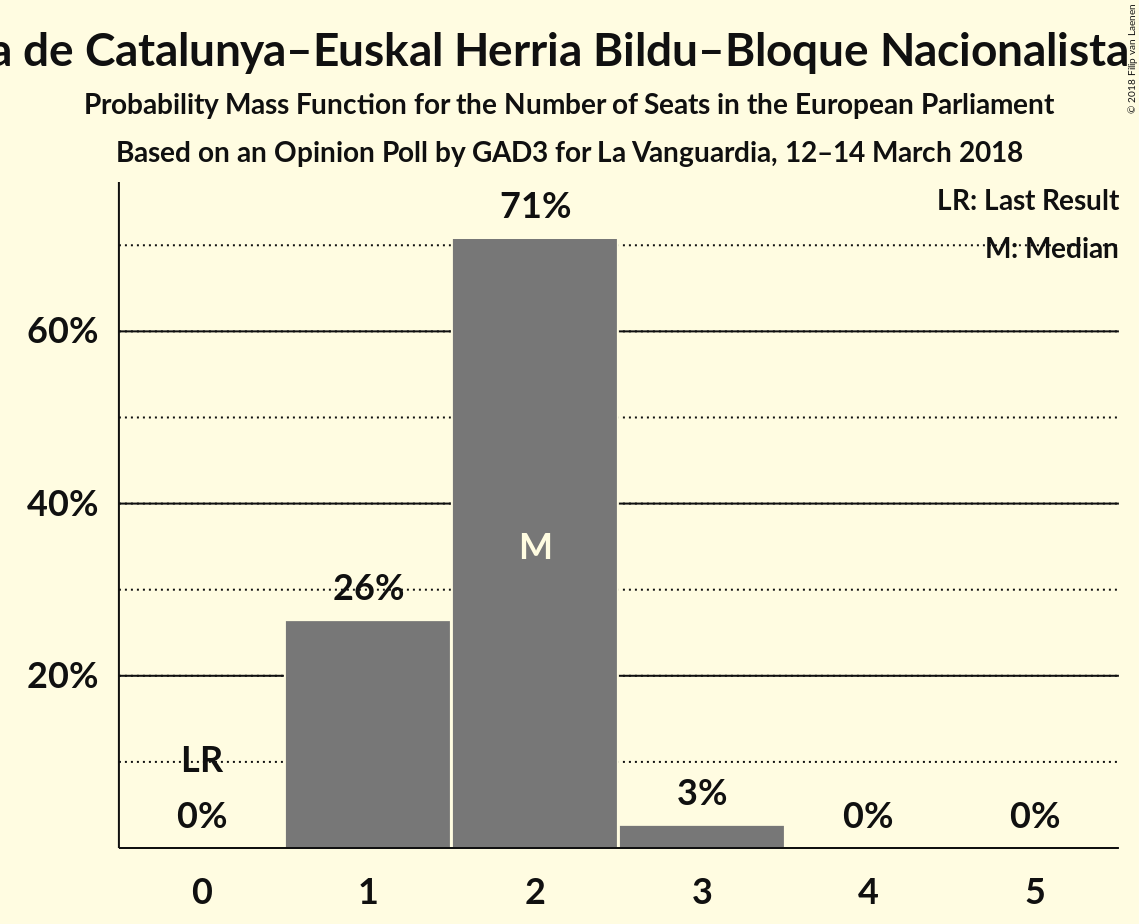 a de Catalunya–Euskal Herria Bildu–Bloque Nacionalista
Probability Mass Function for the Number of Seats in the European Parliament
Based on an Opinion Poll by GAD3 for La Vanguardia, 12–14 March 2018
© 2018 Filip van Laenen
LR: Last Result
M: Median
71%
60%
40%
M
26%
20%
LR
0%
3%
0%
0%
0 1 2 3 4 5